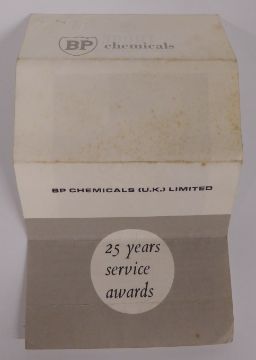 BP chemicals
BP CHEMICALS (U.K.) LIMITED
25 years
service
awards